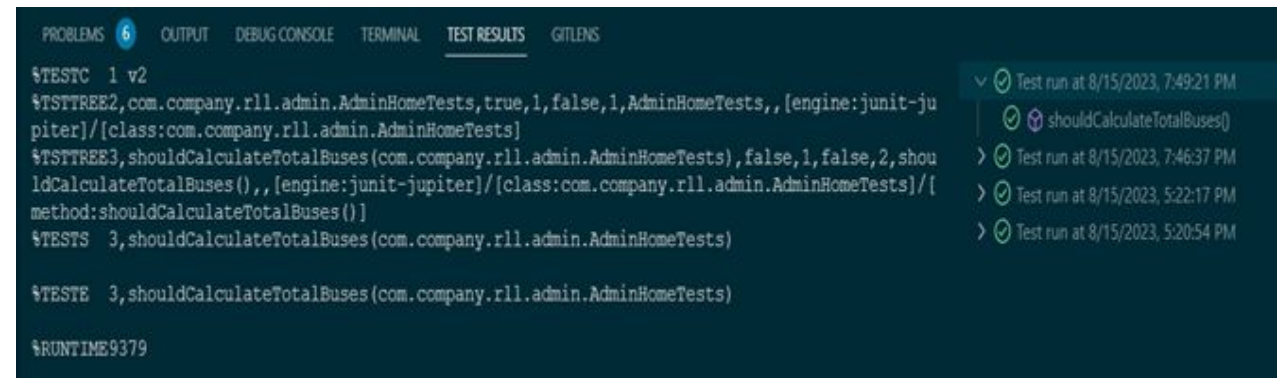 PROBLEMS 6 OUTPUT DEBUG CONSOLE TERMINAL TEST RESULTS GITLENS
%TESTC 1 v2
%TSTTREE2,com.company.rll.admin.AdminHomeTests,true,1,false,1,AdminHomeTests,,[engine:junit-ju
piter]/[class:com.company.rll.admin.AdminHomeTests]
%TSTTREE3,shouldCalculateTotalBuses(com.company.rll.admin.AdminHomeTests),false,1,false,2,shou
ldCalculateTotalBuses(),,[engine:junit-jupiter]/[class:com.company.rll.admin.AdminHomeTests]/[
method:shouldCalculateTotalBuses()]
%TESTS 3,shouldCalculateTotalBuses(com.company.rll.admin.AdminHomeTests)
%TESTE 3,shouldCalculateTotalBuses(com.company.rll.admin.AdminHomeTests)
%RUNTIME9379
Test run at 8/15/2023, 7:49:21 PM
shouldCalculateTotalBuses()
Test run at 8/15/2023, 7:46:37 PM
Test run at 8/15/2023, 5:22:17 PM
Test run at 8/15/2023, 5:20:54 PM